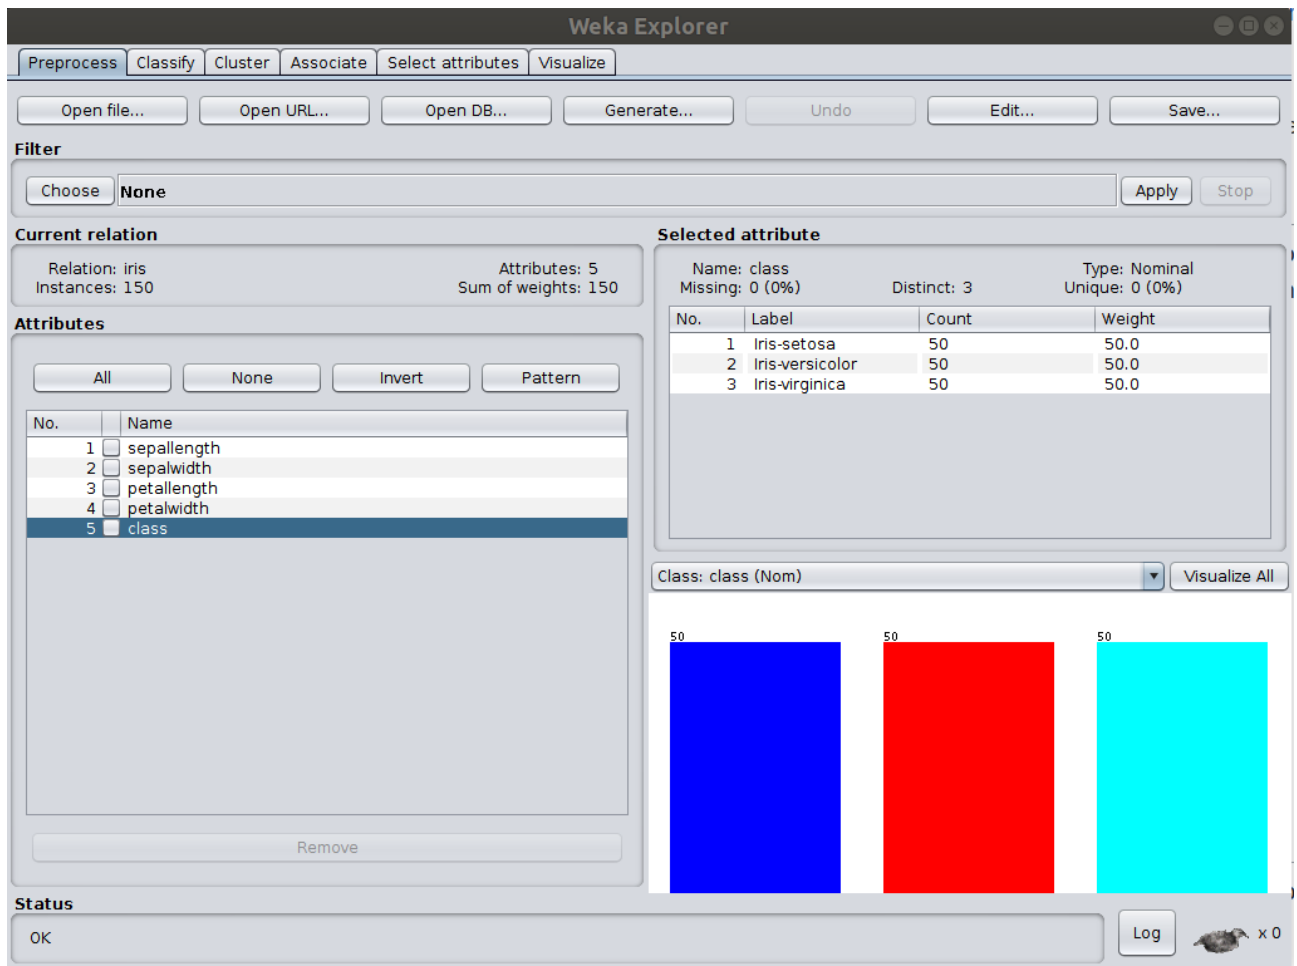 Weka Explorer
Preprocess Classify Cluster Associate Select attributes Visualize
Open file... Open URL... Open DB... Generate... Undo Edit... Save...
Filter
Choose None Apply Stop
Current relation
Relation: iris Attributes: 5
Instances: 150 Sum of weights: 150
Attributes
All None Invert Pattern
No. Name
1 sepallength
2 sepalwidth
3 petallength
4 petalwidth
5 class
Remove
Selected attribute
Name: class Type: Nominal
Missing: 0 (0%) Distinct: 3 Unique: 0 (0%)
No. Label Count Weight
1 Iris-setosa 50 50.0
2 Iris-versicolor 50 50.0
3 Iris-virginica 50 50.0
Class: class (Nom) Visualize All
50 50 50
Status
OK Log x 0